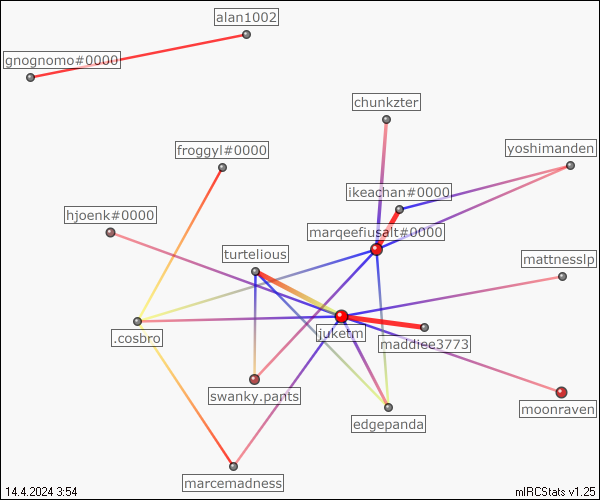 alan1002
gnognomo#0000
chunkzter
froggyl#0000
yoshimanden
ikeachan#0000
hjoenk#0000
marqeefiusalt#0000
turtelious
mattnesslp
juketm
.cosbro
maddiee3773
swanky.pants
moonraven
edgepanda
marcemadness
14.4.2024 3:54
mIRCStats v1.25